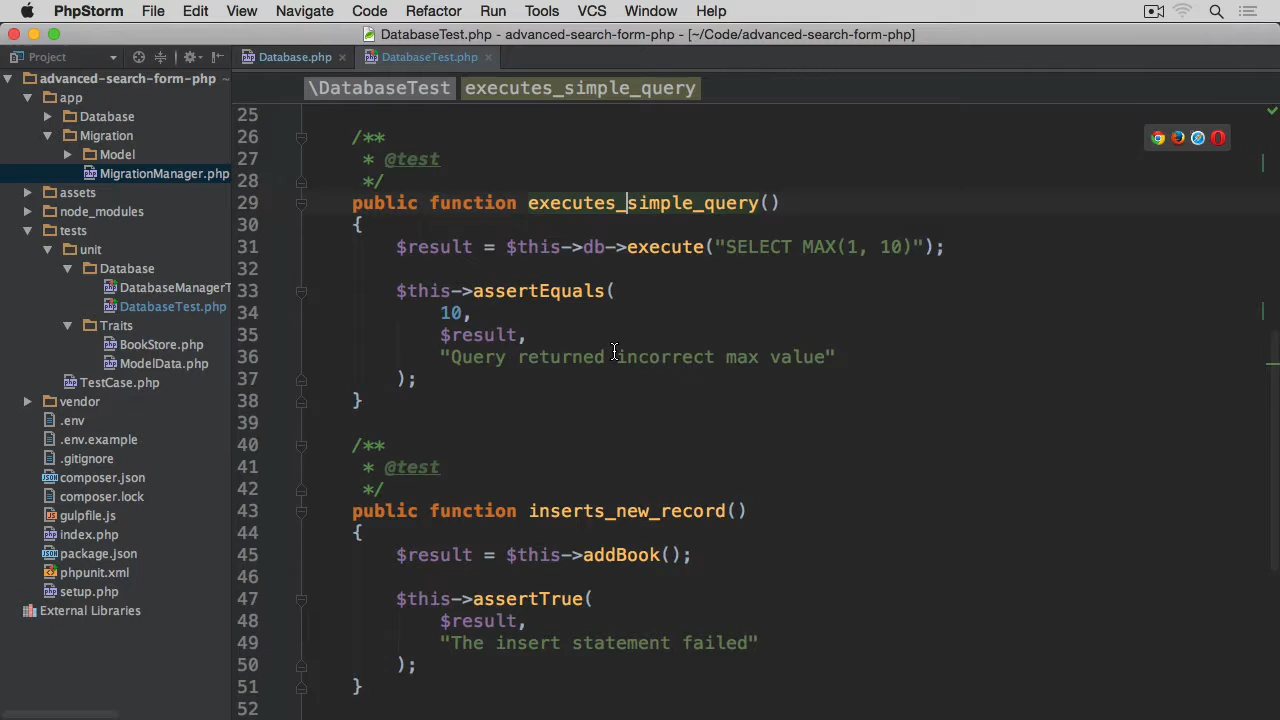 PhpStorm File Edit View Navigate Code Refactor Run Tools VCS Window Help
DatabaseTest.php - advanced-search-form-php - [~/Code/advanced-search-form-php]
Project
Database.php
DatabaseTest.php
\DatabaseTest
executes_simple_query
advanced-search-form-php
app
Database
Migration
Model
MigrationManager.php
assets
node_modules
tests
unit
Database
DatabaseManagerT
DatabaseTest.php
Traits
BookStore.php
ModelData.php
TestCase.php
vendor
.env
.env.example
.gitignore
composer.json
composer.lock
gulpfile.js
index.php
package.json
phpunit.xml
setup.php
External Libraries
25
26 /**
27 * @test
28 */
29 public function executes_simple_query()
30 {
31 $result = $this->db->execute("SELECT MAX(1, 10)");
32
33 $this->assertEquals(
34 10,
35 $result,
36 "Query returned incorrect max value"
37 );
38 }
39
40 /**
41 * @test
42 */
43 public function inserts_new_record()
44 {
45 $result = $this->addBook();
46
47 $this->assertTrue(
48 $result,
49 "The insert statement failed"
50 );
51 }
52